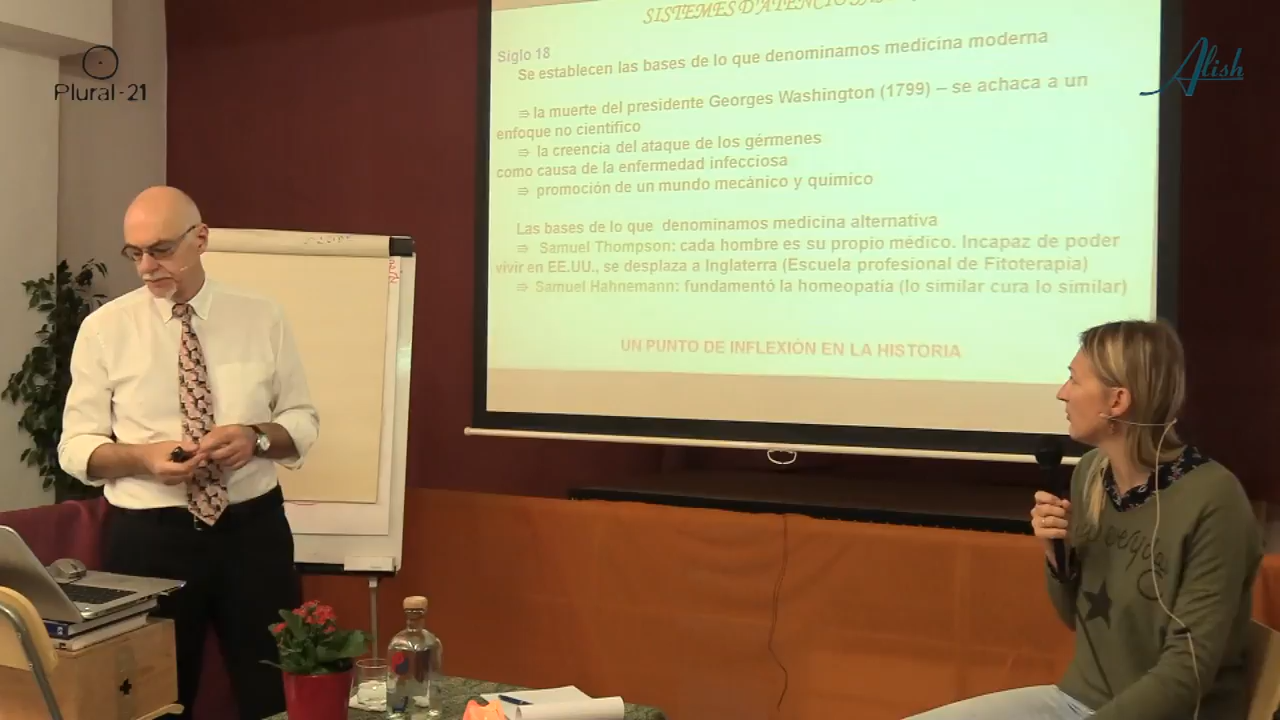 Plural-21
Alish
SISTEMES D'ATENCIO
Siglo 18
Se establecen las bases de lo que denominamos medicina moderna
⇒ la muerte del presidente Georges Washington (1799) – se achaca a un
enfoque no científico
⇒ la creencia del ataque de los gérmenes
como causa de la enfermedad infecciosa
⇒ promoción de un mundo mecánico y químico
Las bases de lo que denominamos medicina alternativa
⇒ Samuel Thompson: cada hombre es su propio médico. Incapaz de poder
vivir en EE.UU., se desplaza a Inglaterra (Escuela profesional de Fitoterapia)
⇒ Samuel Hahnemann: fundamentó la homeopatía (lo similar cura lo similar)
UN PUNTO DE INFLEXIÓN EN LA HISTORIA